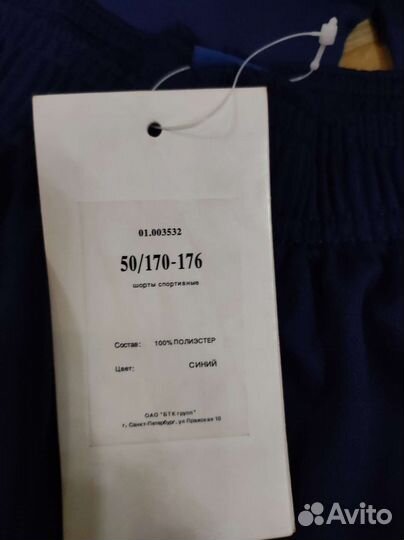 01.003532
50/170-176
шорты спортивные
Состав: 100% ПОЛИЭСТЕР
Цвет: СИНИЙ
ОАО "БТК групп"
г. Санкт-Петербург, ул Пражская 10
Avito